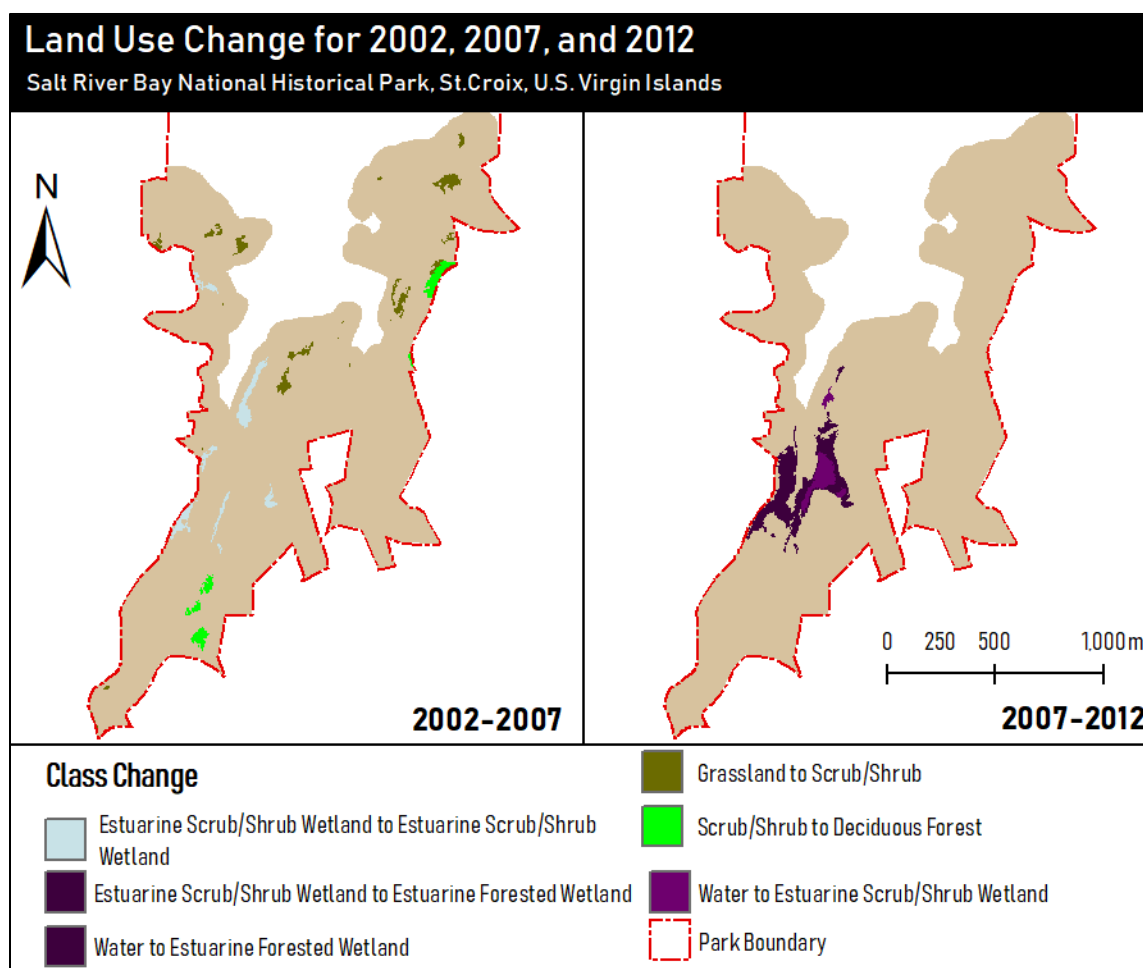 Land Use Change for 2002, 2007, and 2012
Salt River Bay National Historical Park, St.Croix, U.S. Virgin Islands
N
0 250 500 1,000 m
2002-2007
2007-2012
Class Change
Estuarine Scrub/Shrub Wetland to Estuarine Scrub/Shrub
Wetland
Estuarine Scrub/Shrub Wetland to Estuarine Forested Wetland
Water to Estuarine Forested Wetland
Grassland to Scrub/Shrub
Scrub/Shrub to Deciduous Forest
Water to Estuarine Scrub/Shrub Wetland
Park Boundary